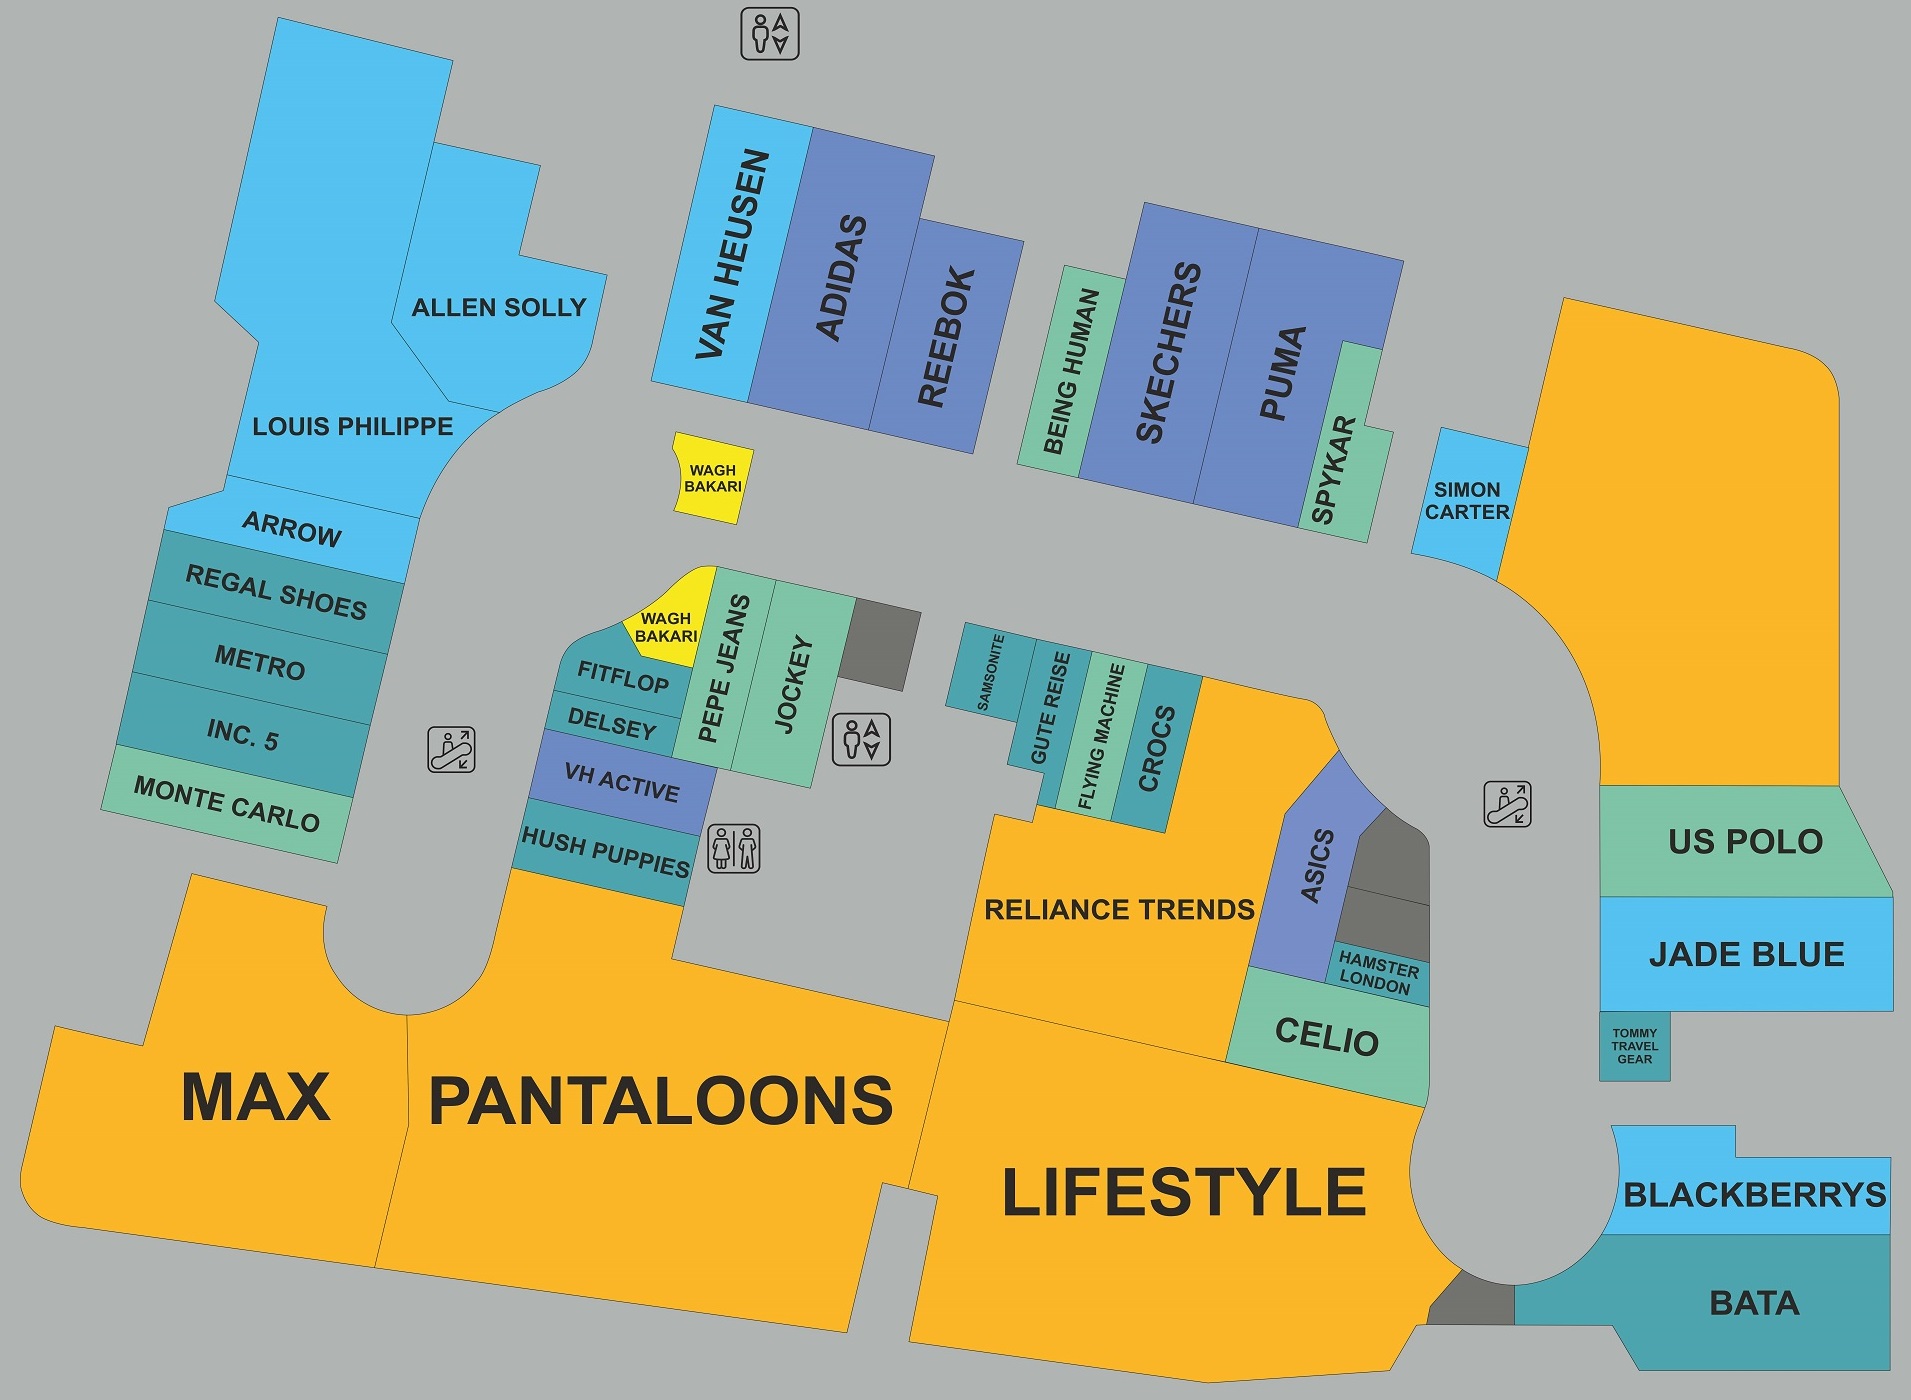 ALLEN SOLLY
LOUIS PHILIPPE
ARROW
REGAL SHOES
METRO
INC. 5
MONTE CARLO
VAN HEUSEN
ADIDAS
REEBOK
BEING HUMAN
SKECHERS
PUMA
SPYKAR
SIMON
CARTER
WAGH
BAKARI
WAGH
BAKARI
FITFLOP
DELSEY
VH ACTIVE
HUSH PUPPIES
PEPE JEANS
JOCKEY
SAMSONITE
GUTE REISE
FLYING MACHINE
CROCS
RELIANCE TRENDS
ASICS
HAMSTER
LONDON
CELIO
US POLO
JADE BLUE
TOMMY
TRAVEL
GEAR
MAX
PANTALOONS
LIFESTYLE
BLACKBERRYS
BATA